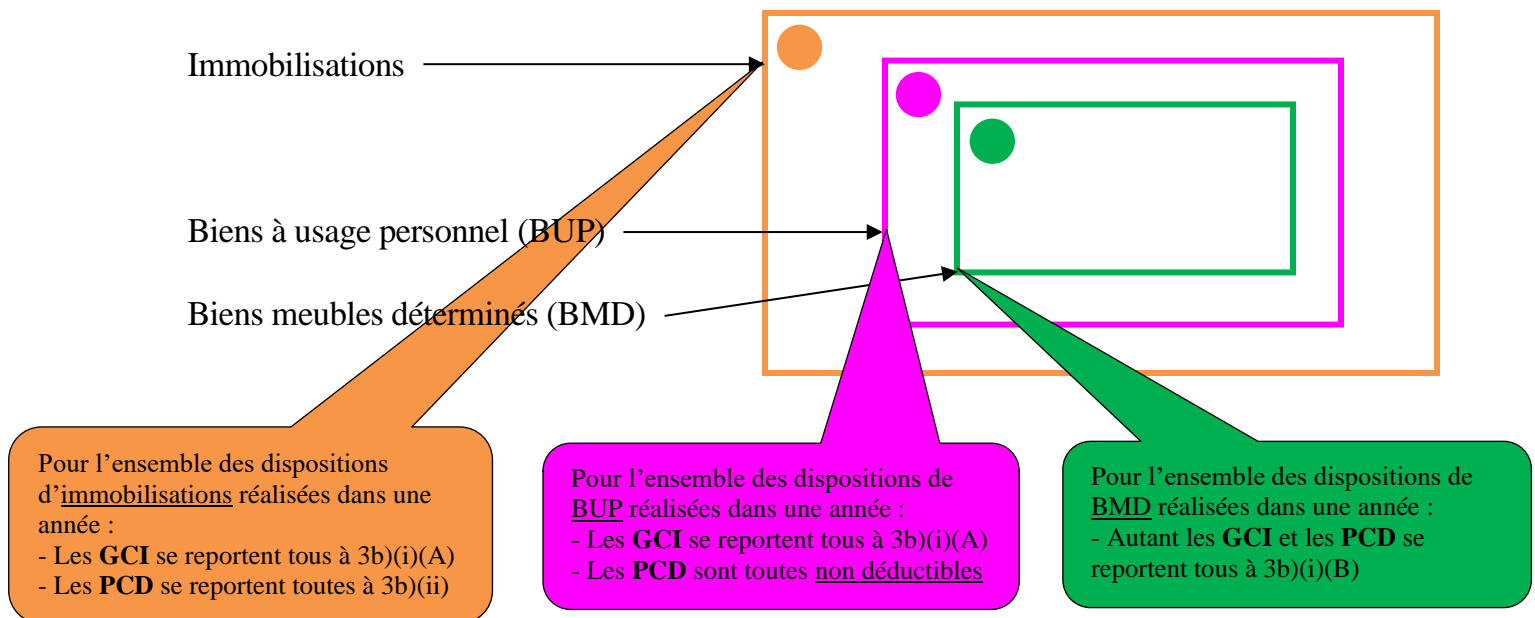 Immobilisations
Biens à usage personnel (BUP)
Biens meubles déterminés (BMD)
Pour l’ensemble des dispositions
d’immobilisations réalisées dans une
année :
- Les GCI se reportent tous à 3b)(i)(A)
- Les PCD se reportent toutes à 3b)(ii)
Pour l’ensemble des dispositions de
BUP réalisées dans une année :
- Les GCI se reportent tous à 3b)(i)(A)
- Les PCD sont toutes non déductibles
Pour l’ensemble des dispositions de
BMD réalisées dans une année :
- Autant les GCI et les PCD se
reportent tous à 3b)(i)(B)